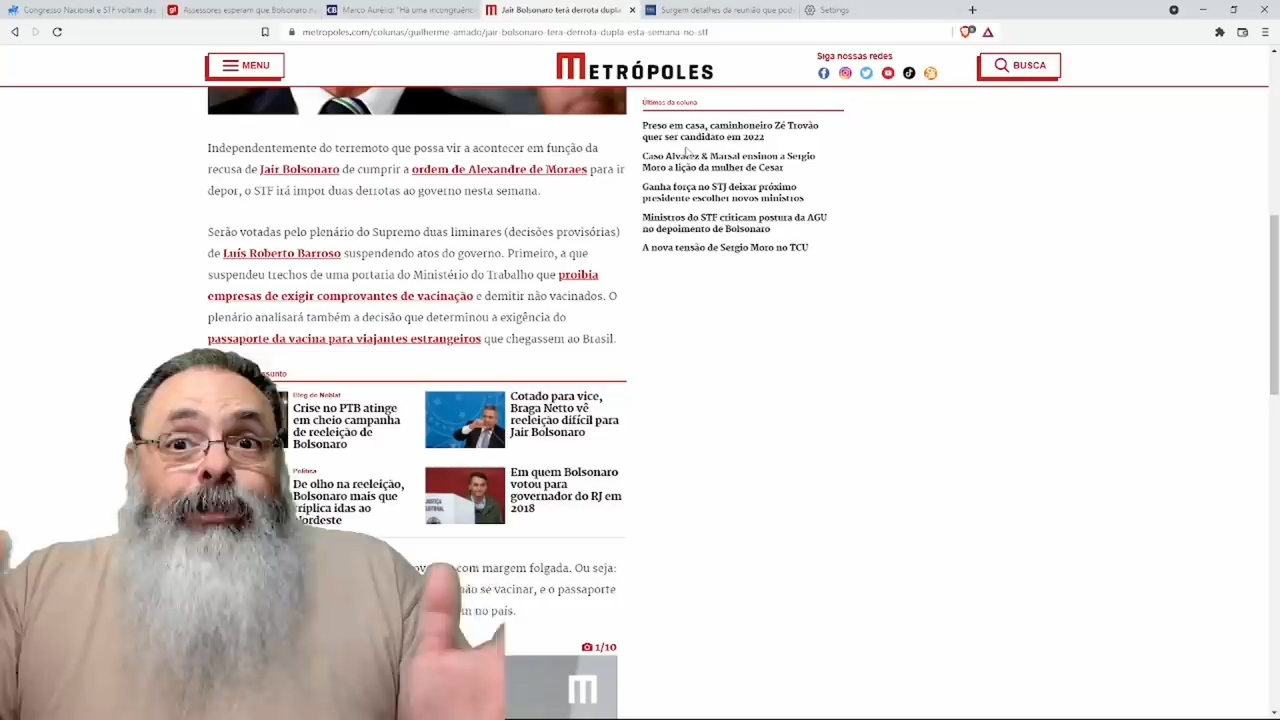 Congresso Nacional e STF voltam das
Assessores esperam que Bolsonaro n
Marco Aurélio: "Há uma incongruênc
Jair Bolsonaro terá derrota dupla
Surgem detalhes da reunião que pod
Settings
metropoles.com/colunas/guilherme-amado/jair-bolsonaro-tera-derrota-dupla-esta-semana-no-stf
MENU
METRÓPOLES
Siga nossas redes
BUSCA
Independentemente do terremoto que possa vir a acontecer em função da
recusa de Jair Bolsonaro de cumprir a ordem de Alexandre de Moraes para ir
depor, o STF irá impor duas derrotas ao governo nesta semana.
Serão votadas pelo plenário do Supremo duas liminares (decisões provisórias)
de Luís Roberto Barroso suspendendo atos do governo. Primeiro, a que
suspendeu trechos de uma portaria do Ministério do Trabalho que proibia
empresas de exigir comprovantes de vacinação e demitir não vacinados. O
plenário analisará também a decisão que determinou a exigência do
passaporte da vacina para viajantes estrangeiros que chegassem ao Brasil.
Últimas da coluna
Preso em casa, caminhoneiro Zé Trovão
quer ser candidato em 2022
Caso Alvarez & Marsal ensinou a Sergio
Moro a lição da mulher de Cesar
Ganha força no STJ deixar próximo
presidente escolher novos ministros
Ministros do STF criticam postura da AGU
no depoimento de Bolsonaro
A nova tensão de Sergio Moro no TCU
ssunto
Blog do Noblat
Crise no PTB atinge
em cheio campanha
de reeleição de
Bolsonaro
Cotado para vice,
Braga Netto vê
reeleição difícil para
Jair Bolsonaro
Política
De olho na reeleição,
Bolsonaro mais que
triplica idas ao
Nordeste
Em quem Bolsonaro
votou para
governador do RJ em
2018
com margem folgada. Ou seja:
não se vacinar, e o passaporte
no país.
1/10